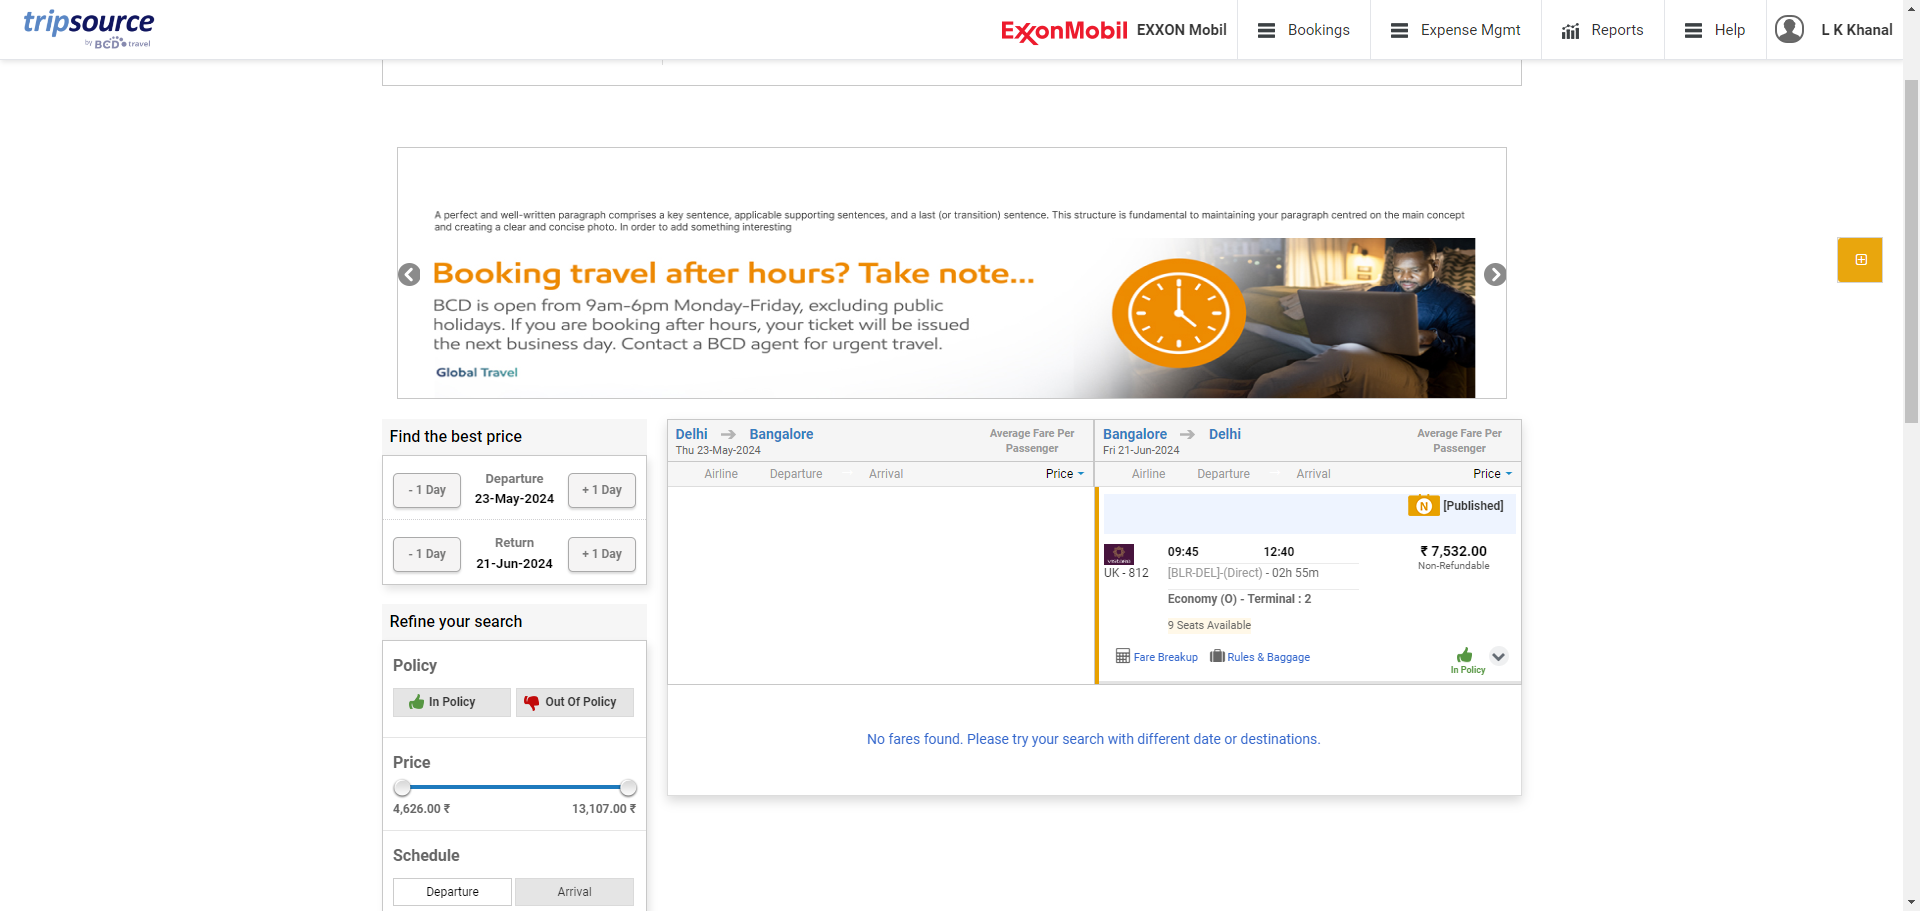 tripsource
by BCD travel
ExxonMobil EXXON Mobil
Bookings
Expense Mgmt
Reports
Help
L K Khanal
A perfect and well-written paragraph comprises a key sentence, applicable supporting sentences, and a last (or transition) sentence. This structure is fundamental to maintaining your paragraph centred on the main concept
and creating a clear and concise photo. In order to add something interesting
Booking travel after hours? Take note...
BCD is open from 9am-6pm Monday-Friday, excluding public
holidays. If you are booking after hours, your ticket will be issued
the next business day. Contact a BCD agent for urgent travel.
Global Travel
Find the best price
- 1 Day
Departure
23-May-2024
+ 1 Day
- 1 Day
Return
21-Jun-2024
+ 1 Day
Refine your search
Policy
In Policy
Out Of Policy
Price
4,626.00 ₹
13,107.00 ₹
Schedule
Departure
Arrival
Delhi Bangalore
Thu 23-May-2024
Average Fare Per
Passenger
Airline
Departure
Arrival
Price
Bangalore Delhi
Fri 21-Jun-2024
Average Fare Per
Passenger
Airline
Departure
Arrival
Price
N [Published]
vistara
UK - 812
09:45
12:40
[BLR-DEL]-(Direct) - 02h 55m
Economy (O) - Terminal : 2
9 Seats Available
₹ 7,532.00
Non-Refundable
Fare Breakup
Rules & Baggage
In Policy
No fares found. Please try your search with different date or destinations.